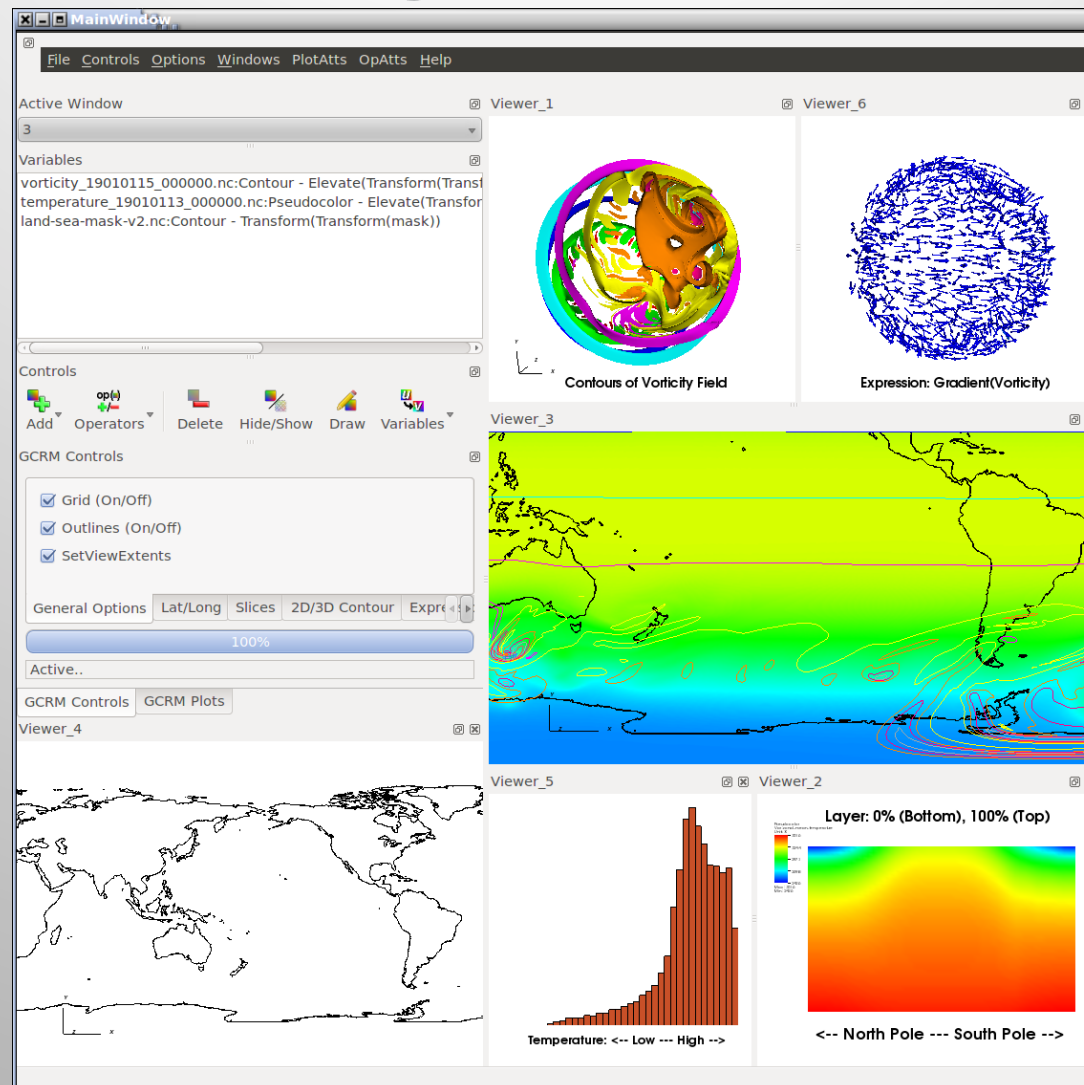 MainWindow
File Controls Options Windows PlotAtts OpAtts Help
Active Window
3
Variables
vorticity_19010115_000000.nc:Contour - Elevate(Transform(Transf
temperature_19010113_000000.nc:Pseudocolor - Elevate(Transfor
land-sea-mask-v2.nc:Contour - Transform(Transform(mask))
Controls
Add Operators Delete Hide/Show Draw Variables
GCRM Controls
Grid (On/Off)
Outlines (On/Off)
SetViewExtents
General Options Lat/Long Slices 2D/3D Contour Expre
100%
Active..
GCRM Controls GCRM Plots
Viewer_4
Viewer_1
Contours of Vorticity Field
Viewer_6
Expression: Gradient(Vorticity)
Viewer_3
Viewer_5
Temperature: <-- Low --- High -->
Viewer_2
Layer: 0% (Bottom), 100% (Top)
<-- North Pole --- South Pole -->